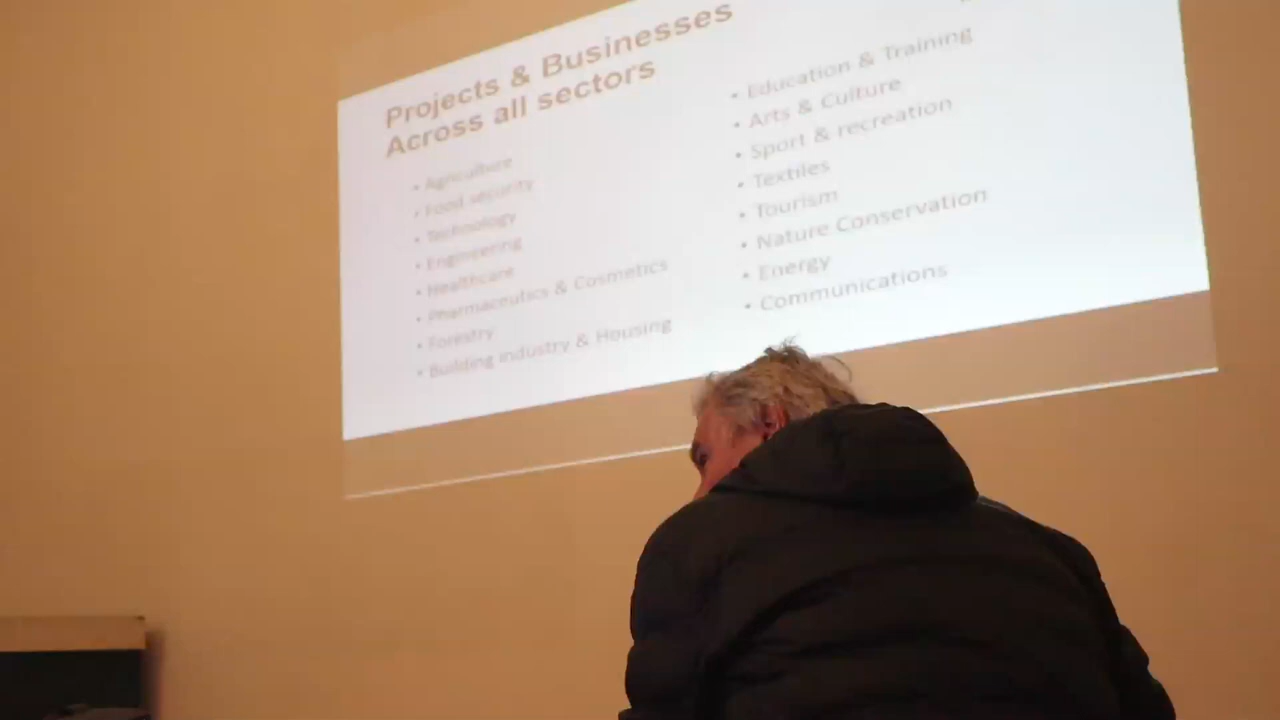 Projects & Businesses
Across all sectors
• Agriculture
• Food security
• Technology
• Engineering
• Healthcare
• Pharmaceutics & Cosmetics
• Forestry
• Building industry & Housing
• Education & Training
• Arts & Culture
• Sport & recreation
• Textiles
• Tourism
• Nature Conservation
• Energy
• Communications